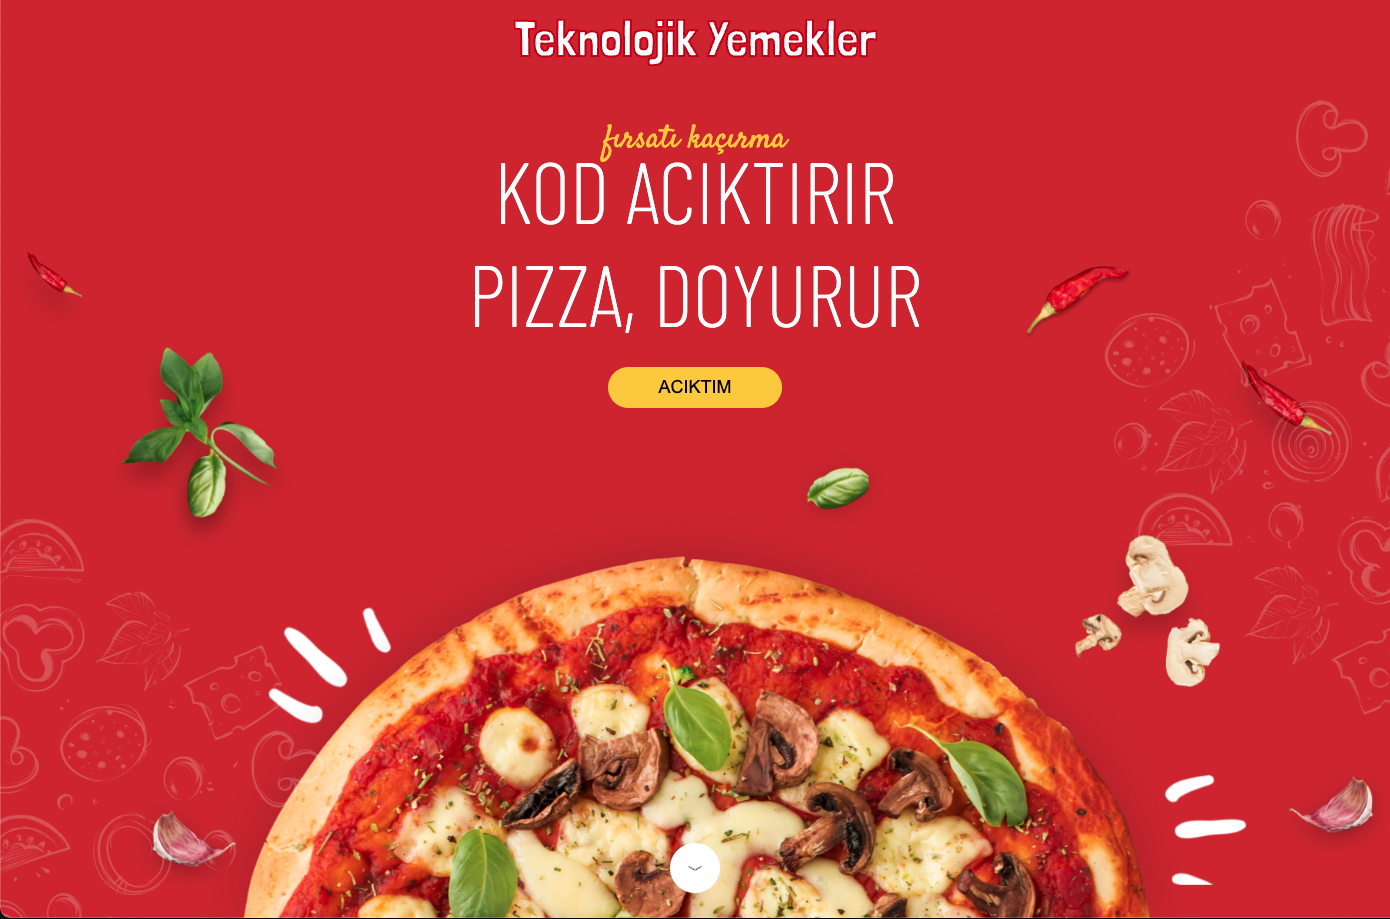 Teknolojik Yemekler
fırsatı kaçırma
KOD ACIKTIRIR
PIZZA, DOYURUR
ACIKTIM